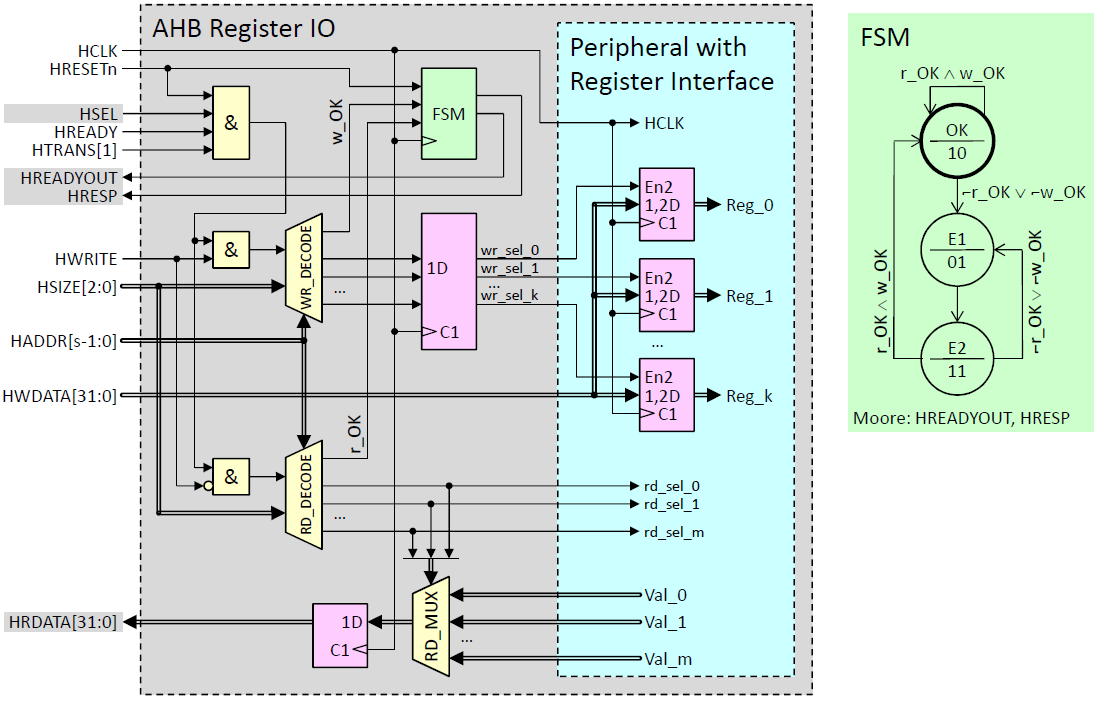 AHB Register IO
HCLK
HRESETn
HSEL
HREADY
HTRANS[1]
HREADYOUT
HRESP
HWRITE
HSIZE[2:0]
HADDR[s-1:0]
HWDATA[31:0]
HRDATA[31:0]
&
&
&
w_OK
r_OK
FSM
WR_DECODE
...
RD_DECODE
...
1D
C1
wr_sel_0
wr_sel_1
...
wr_sel_k
1D
C1
RD_MUX
...
Peripheral with
Register Interface
HCLK
En2
1,2D
C1
Reg_0
En2
1,2D
C1
Reg_1
...
En2
1,2D
C1
Reg_k
rd_sel_0
rd_sel_1
rd_sel_m
Val_0
Val_1
Val_m
FSM
r_OK ∧ w_OK
OK
10
⌐r_OK ∨ ⌐w_OK
E1
01
r_OK ∧ w_OK
⌐r_OK ∨ ⌐w_OK
E2
11
Moore: HREADYOUT, HRESP